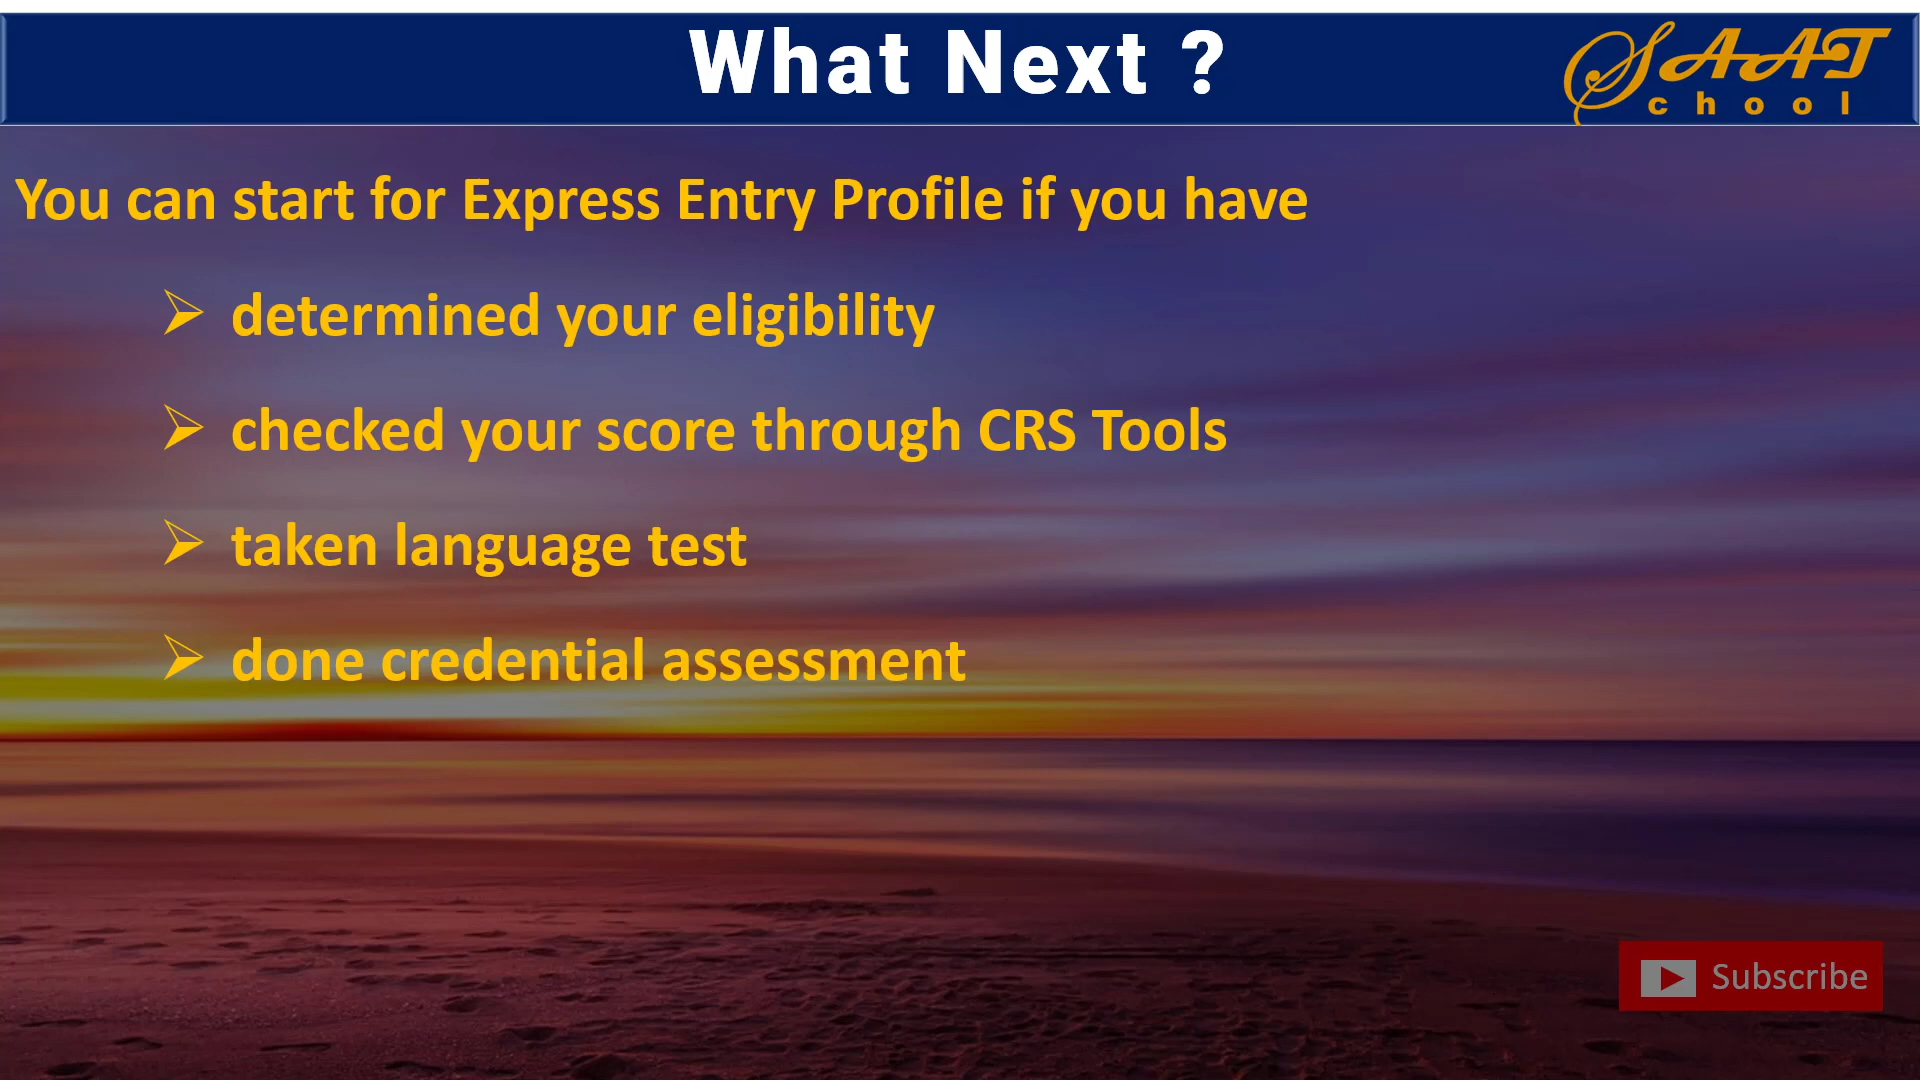 What Next ?
SAAT
chool
You can start for Express Entry Profile if you have
➢ determined your eligibility
➢ checked your score through CRS Tools
➢ taken language test
➢ done credential assessment
Subscribe